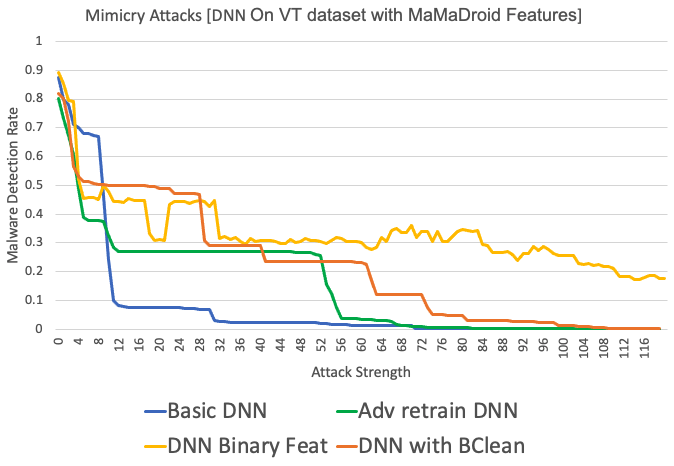 Mimicry Attacks [DNN On VT dataset with MaMaDroid Features]
1
0.9
0.8
0.7
0.6
0.5
0.4
0.3
0.2
0.1
0
Malware Detection Rate
0 4 8 12 16 20 24 28 32 36 40 44 48 52 56 60 64 68 72 76 80 84 88 92 96 100 104 108 112 116
Attack Strength
Basic DNN Adv retrain DNN
DNN Binary Feat DNN with BClean